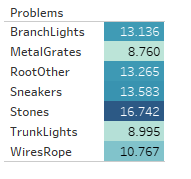 Problems
BranchLights 13.136
MetalGrates 8.760
RootOther 13.265
Sneakers 13.583
Stones 16.742
TrunkLights 8.995
WiresRope 10.767